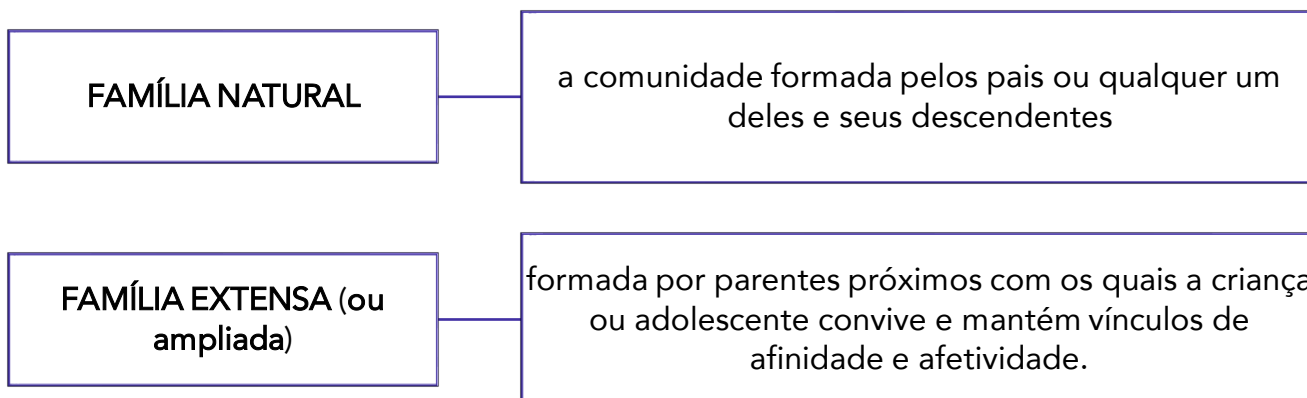 FAMÍLIA NATURAL
a comunidade formada pelos pais ou qualquer um
deles e seus descendentes
FAMÍLIA EXTENSA (ou
ampliada)
formada por parentes próximos com os quais a criança
ou adolescente convive e mantém vínculos de
afinidade e afetividade.